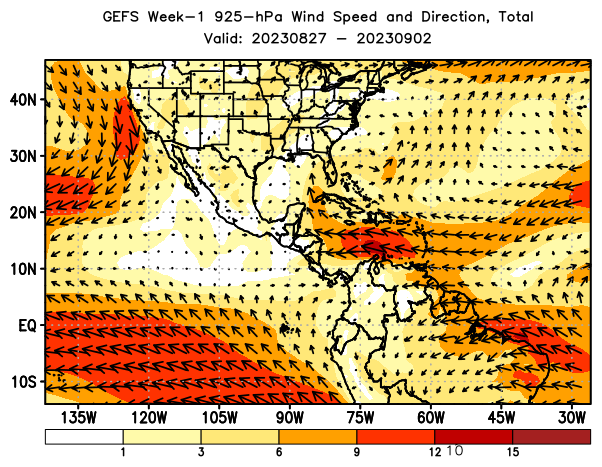 GEFS Week-1 925-hPa Wind Speed and Direction, Total
Valid: 20230827 - 20230902
40N
30N
20N
10N
EQ
10S
135W 120W 105W 90W 75W 60W 45W 30W
10
1 3 6 9 12 15